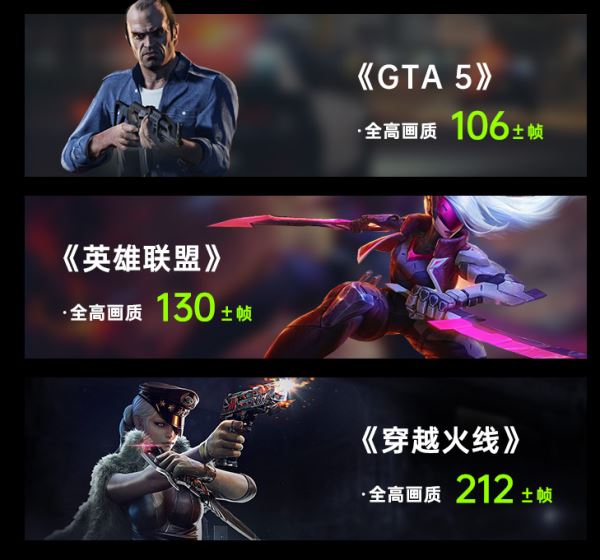 《GTA 5》
·全高画质 106±帧
《英雄联盟》
·全高画质 130±帧
《穿越火线》
·全高画质 212±帧